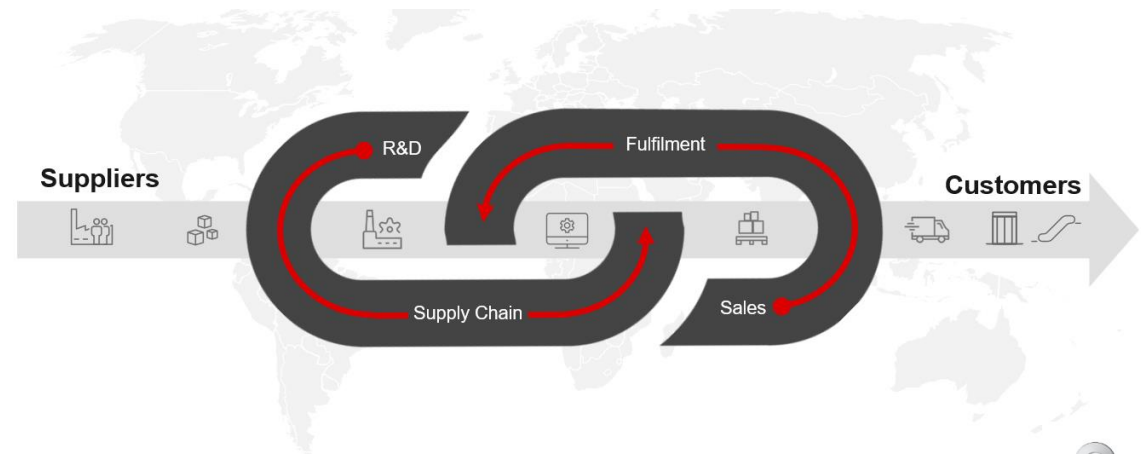 R&D
Fulfilment
Suppliers
Customers
Supply Chain
Sales